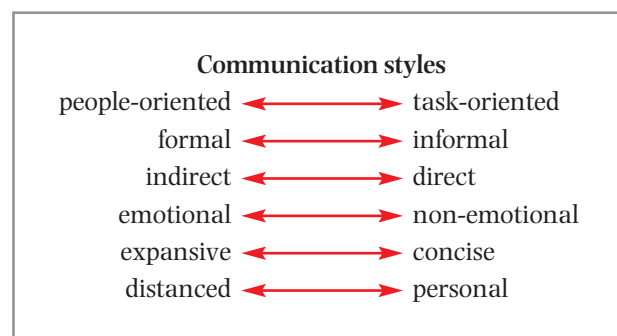 Communication styles
people-oriented task-oriented
formal informal
indirect direct
emotional non-emotional
expansive concise
distanced personal